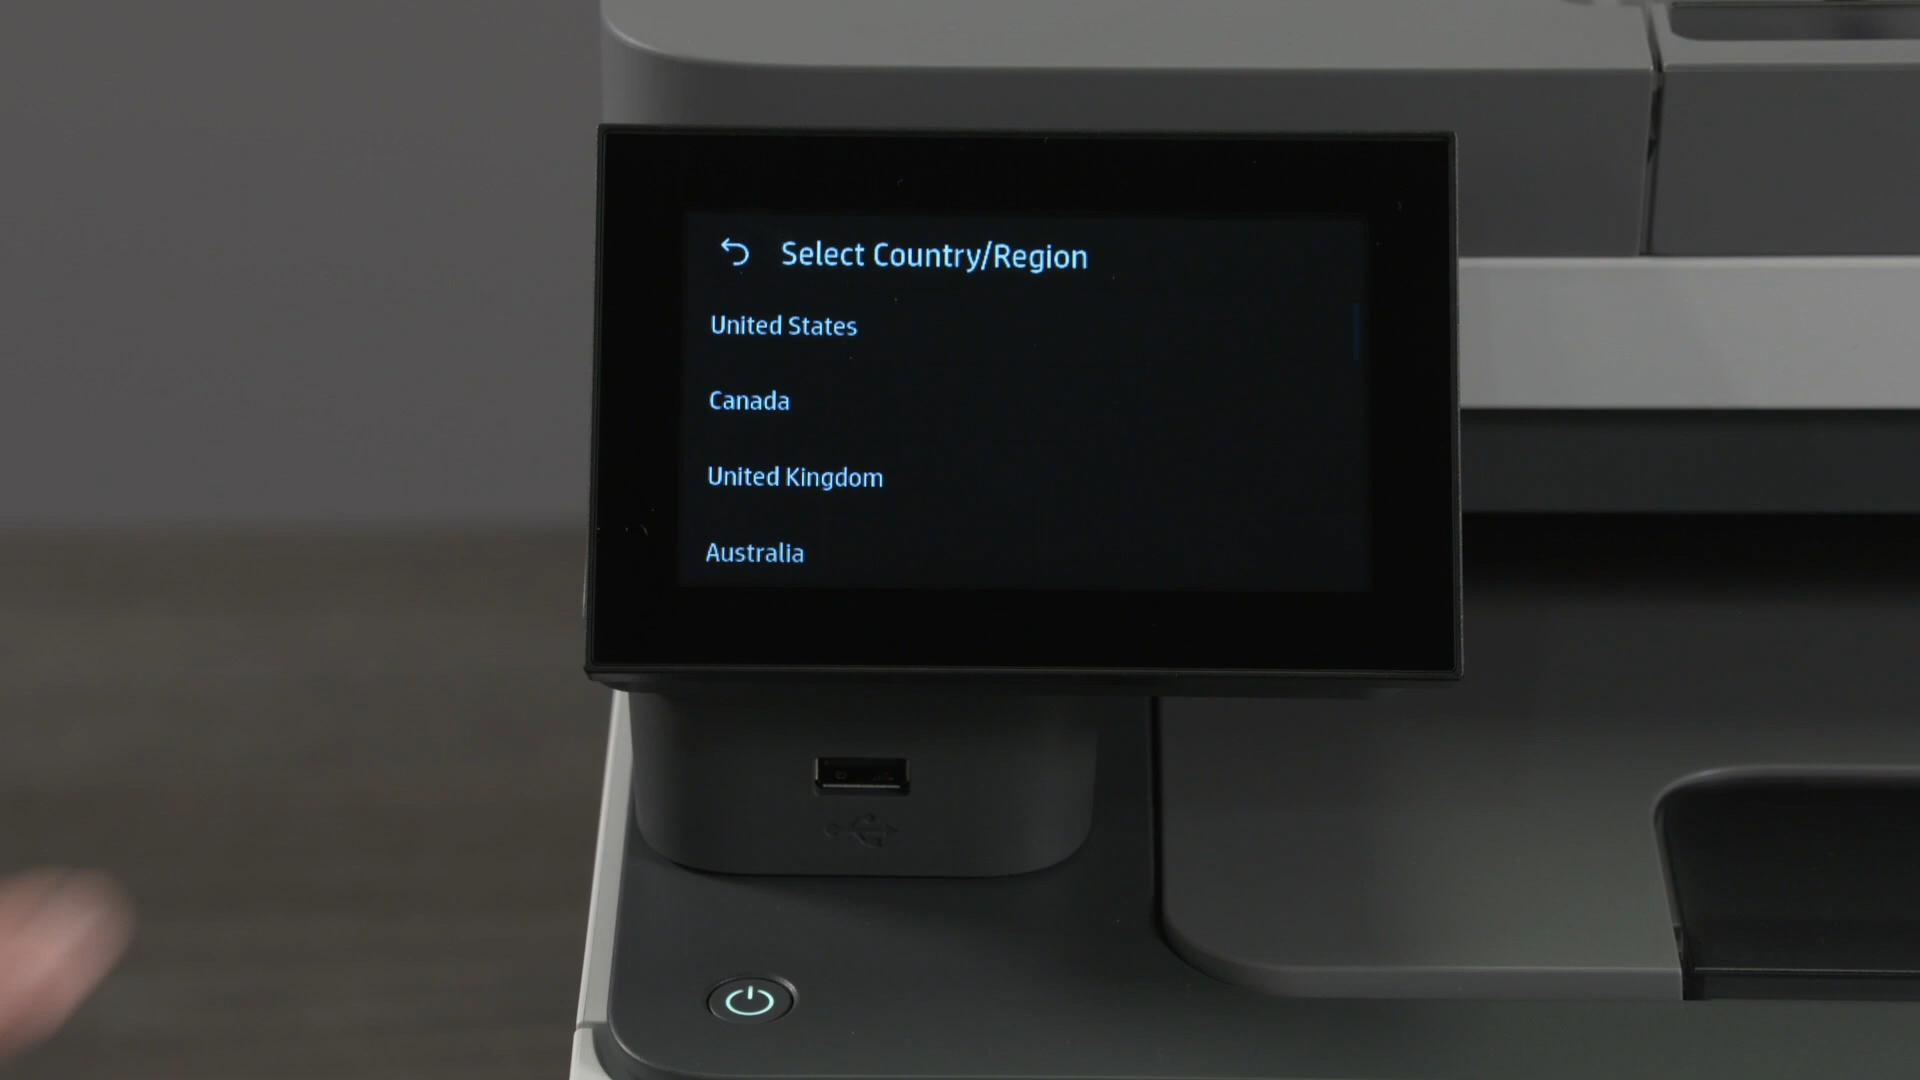 Select Country/Region
United States
Canada
United Kingdom
Australia